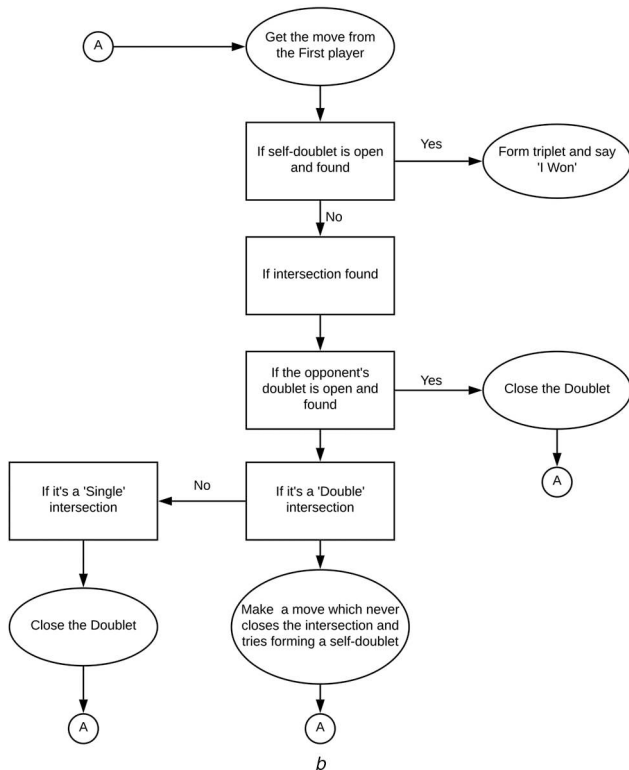 A
Get the move from
the First player
If self-doublet is open
and found
Yes
Form triplet and say
'I Won'
No
If intersection found
If the opponent's
doublet is open and
found
Yes
Close the Doublet
A
If it's a 'Single'
intersection
No
If it's a 'Double'
intersection
Close the Doublet
Make a move which never
closes the intersection and
tries forming a self-doublet
A
A
b